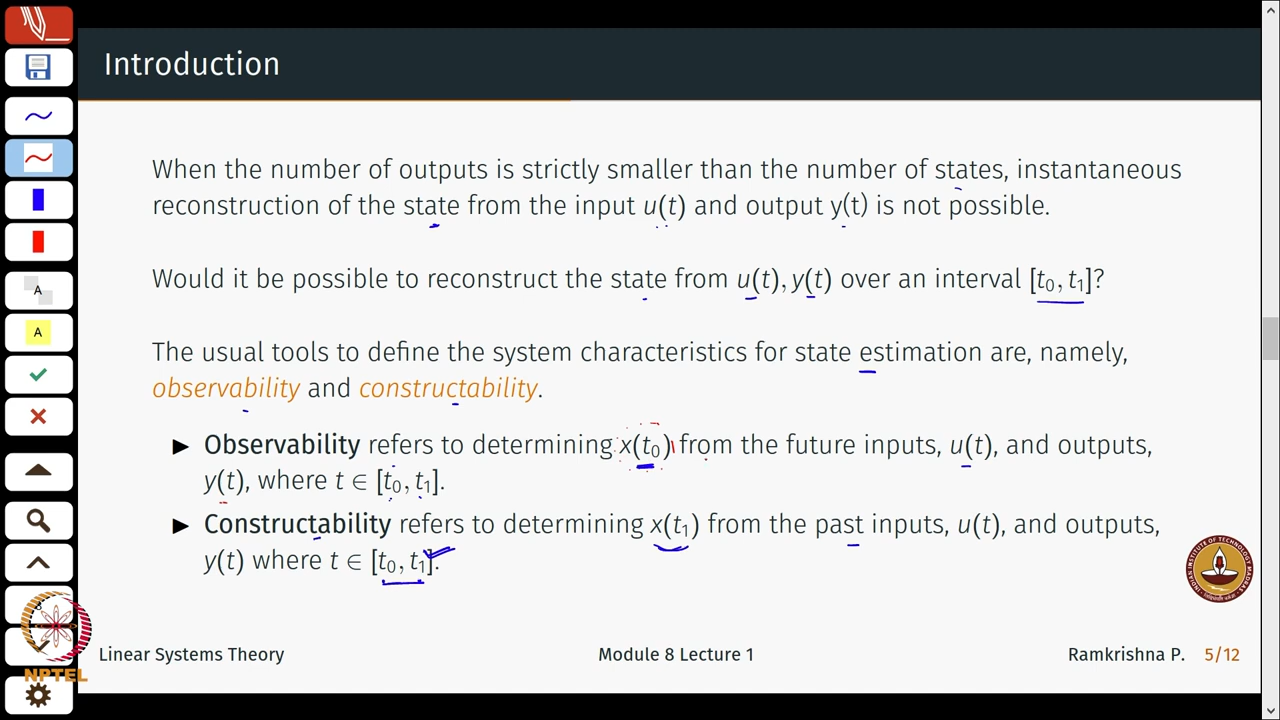 Introduction
When the number of outputs is strictly smaller than the number of states, instantaneous
reconstruction of the state from the input u(t) and output y(t) is not possible.
Would it be possible to reconstruct the state from u(t), y(t) over an interval [t₀, t₁]?
The usual tools to define the system characteristics for state estimation are, namely,
observability and constructability.
▶ Observability refers to determining x(t₀) from the future inputs, u(t), and outputs,
y(t), where t ∈ [t₀, t₁].
▶ Constructability refers to determining x(t₁) from the past inputs, u(t), and outputs,
y(t) where t ∈ [t₀, t₁].
A
A
NPTEL
Linear Systems Theory
Module 8 Lecture 1
Ramkrishna P. 5/12